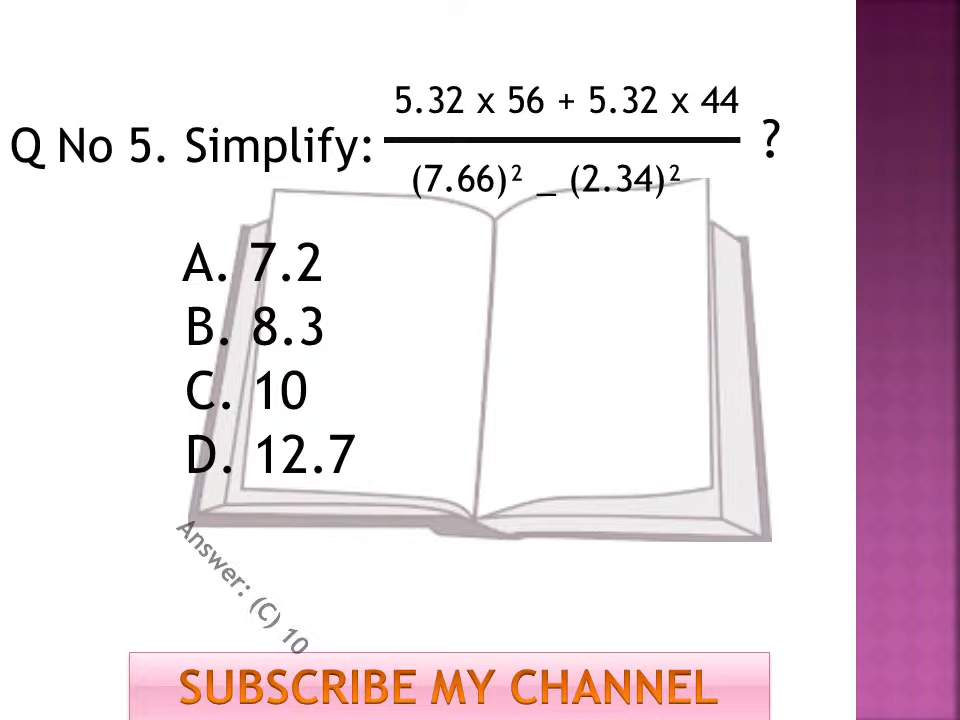 5.32 x 56 + 5.32 x 44
Q No 5. Simplify: ?
(7.66)² _ (2.34)²
A. 7.2
B. 8.3
C. 10
D. 12.7
Answer: (C) 10
SUBSCRIBE MY CHANNEL